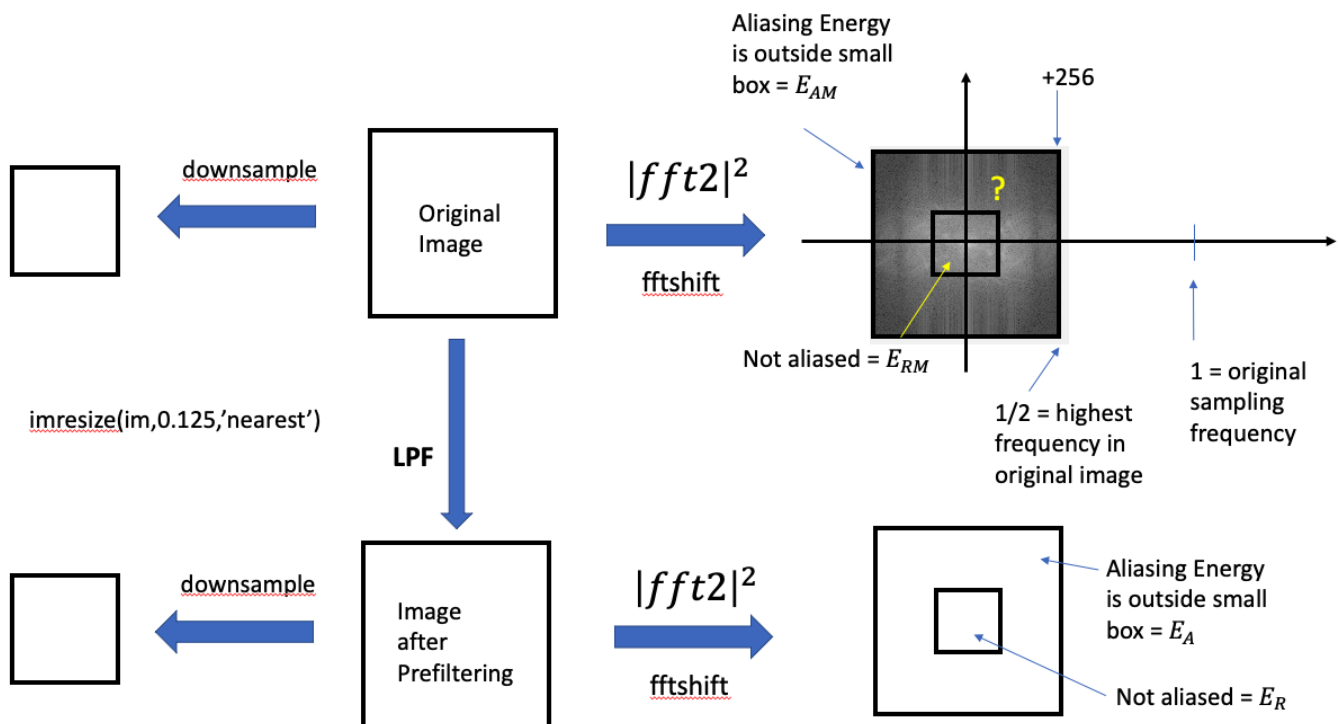 Aliasing Energy
is outside small
box = E_AM
+256
downsample
Original
Image
|fft2|²
fftshift
?
Not aliased = E_RM
1/2 = highest
frequency in
original image
1 = original
sampling
frequency
imresize(im,0.125,'nearest’)
LPF
downsample
Image
after
Prefiltering
|fft2|²
fftshift
Aliasing Energy
is outside small
box = E_A
Not aliased = E_R